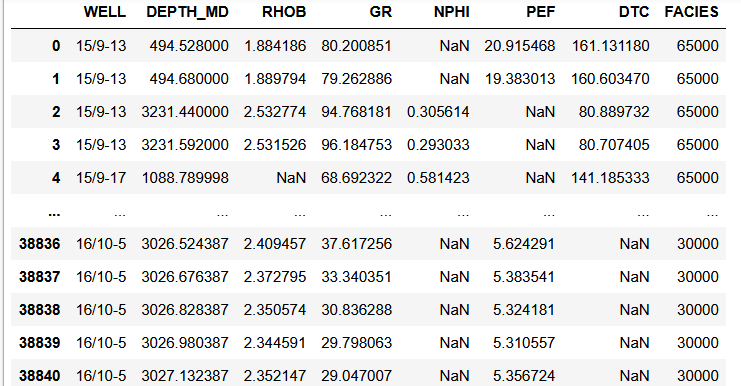 WELL DEPTH_MD RHOB GR NPHI PEF DTC FACIES
0 15/9-13 494.528000 1.884186 80.200851 NaN 20.915468 161.131180 65000
1 15/9-13 494.680000 1.889794 79.262886 NaN 19.383013 160.603470 65000
2 15/9-13 3231.440000 2.532774 94.768181 0.305614 NaN 80.889732 65000
3 15/9-13 3231.592000 2.531526 96.184753 0.293033 NaN 80.707405 65000
4 15/9-17 1088.789998 NaN 68.692322 0.581423 NaN 141.185333 65000
... ... ... ... ... ... ... ... ...
38836 16/10-5 3026.524387 2.409457 37.617256 NaN 5.624291 NaN 30000
38837 16/10-5 3026.676387 2.372795 33.340351 NaN 5.383541 NaN 30000
38838 16/10-5 3026.828387 2.350574 30.836288 NaN 5.324181 NaN 30000
38839 16/10-5 3026.980387 2.344591 29.798063 NaN 5.310557 NaN 30000
38840 16/10-5 3027.132387 2.352147 29.047007 NaN 5.356724 NaN 30000